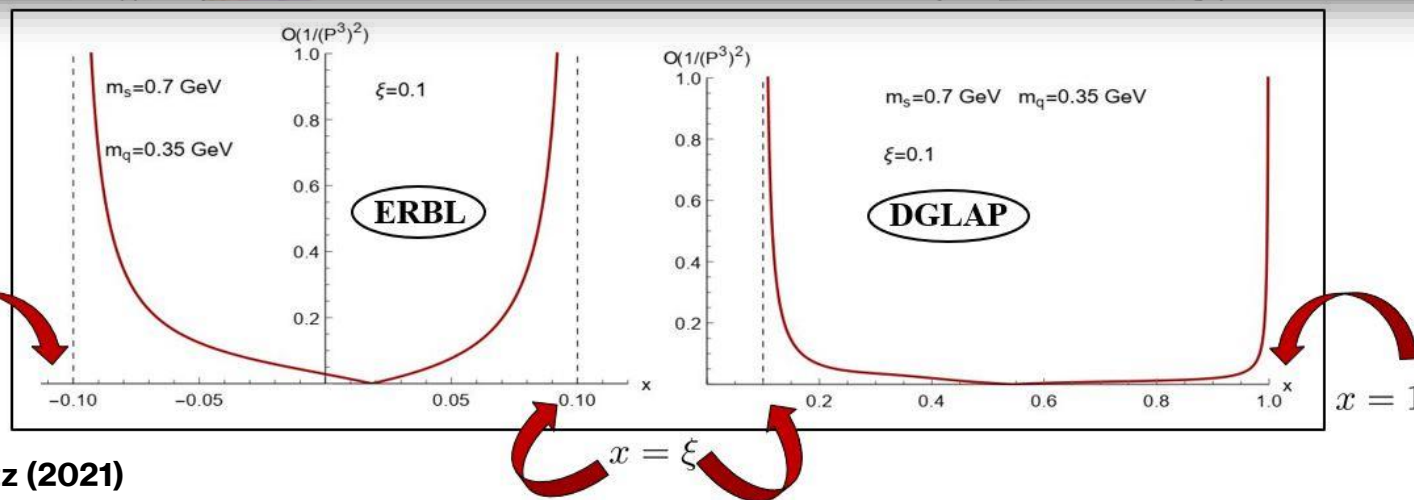 O(1/(P³)²)
1.0
0.8
0.6
0.4
0.2
mₛ=0.7 GeV
ξ=0.1
m_q=0.35 GeV
ERBL
−0.10
−0.05
0.05
0.10
x
O(1/(P³)²)
1.0
0.8
0.6
0.4
0.2
mₛ=0.7 GeV m_q=0.35 GeV
ξ=0.1
DGLAP
0.2
0.4
0.6
0.8
1.0
x
x = 1
x = ξ
z (2021)